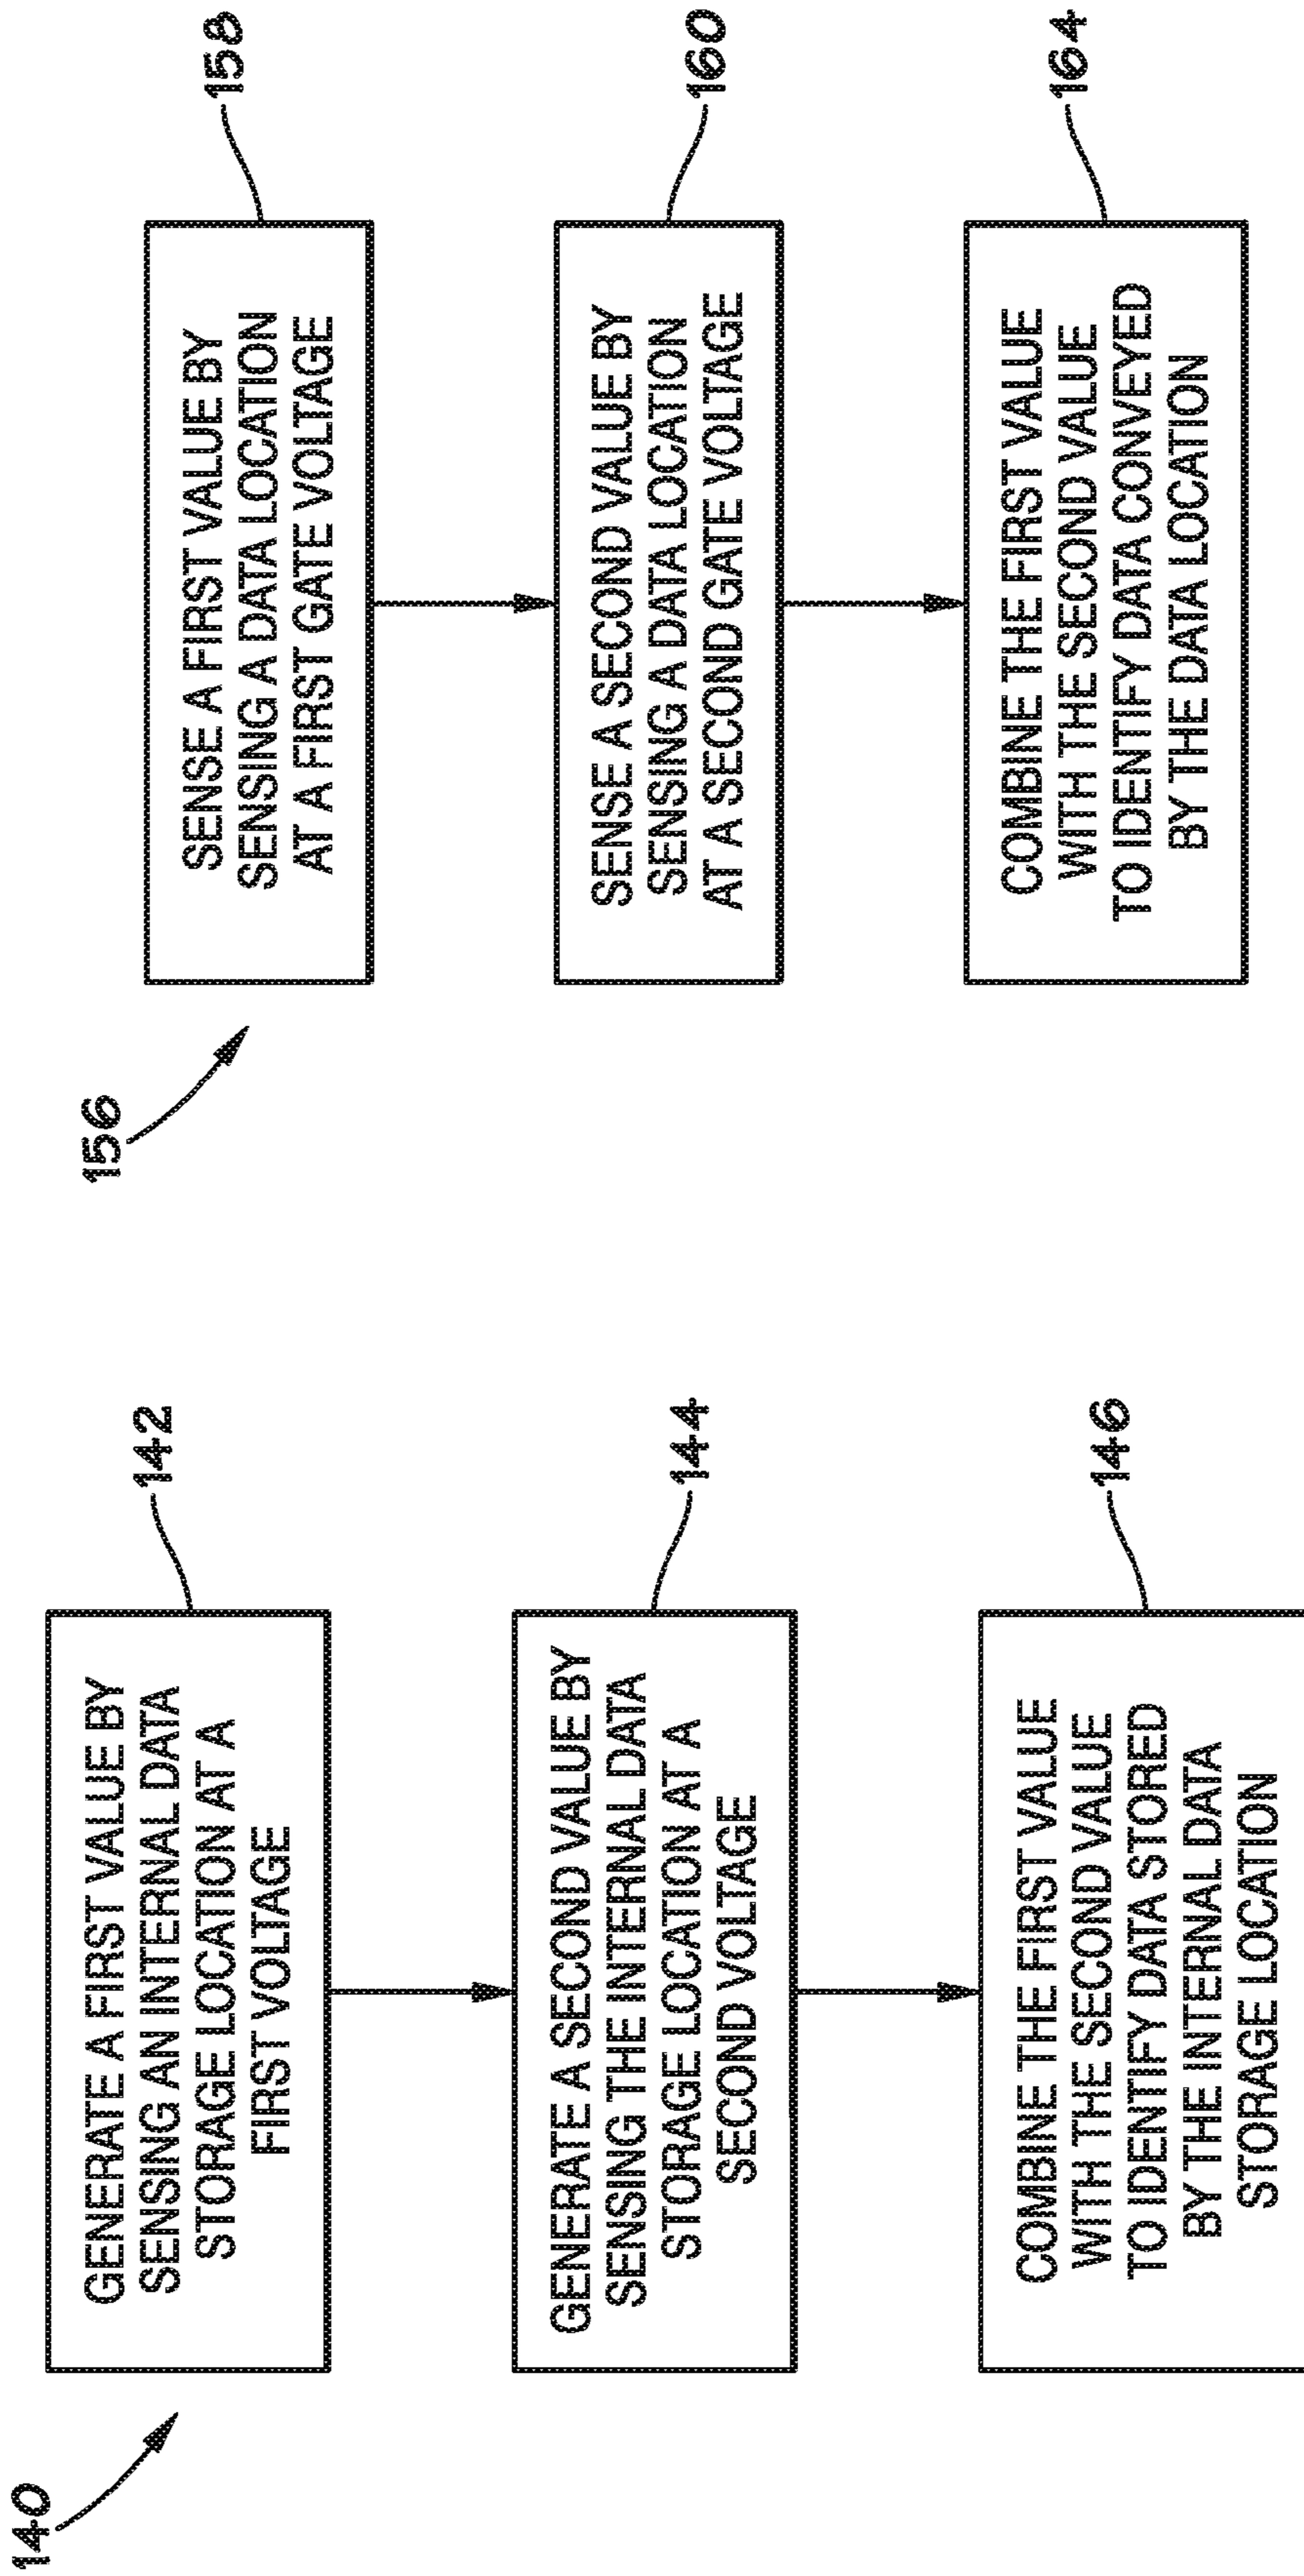 140
GENERATE A FIRST VALUE BY
SENSING AN INTERNAL DATA
STORAGE LOCATION AT A
FIRST VOLTAGE
142
GENERATE A SECOND VALUE BY
SENSING THE INTERNAL DATA
STORAGE LOCATION AT A
SECOND VOLTAGE
144
COMBINE THE FIRST VALUE
WITH THE SECOND VALUE
TO IDENTIFY DATA STORED
BY THE INTERNAL DATA
STORAGE LOCATION
146
156
SENSE A FIRST VALUE BY
SENSING A DATA LOCATION
AT A FIRST GATE VOLTAGE
158
SENSE A SECOND VALUE BY
SENSING A DATA LOCATION
AT A SECOND GATE VOLTAGE
160
COMBINE THE FIRST VALUE
WITH THE SECOND VALUE
TO IDENTIFY DATA CONVEYED
BY THE DATA LOCATION
164